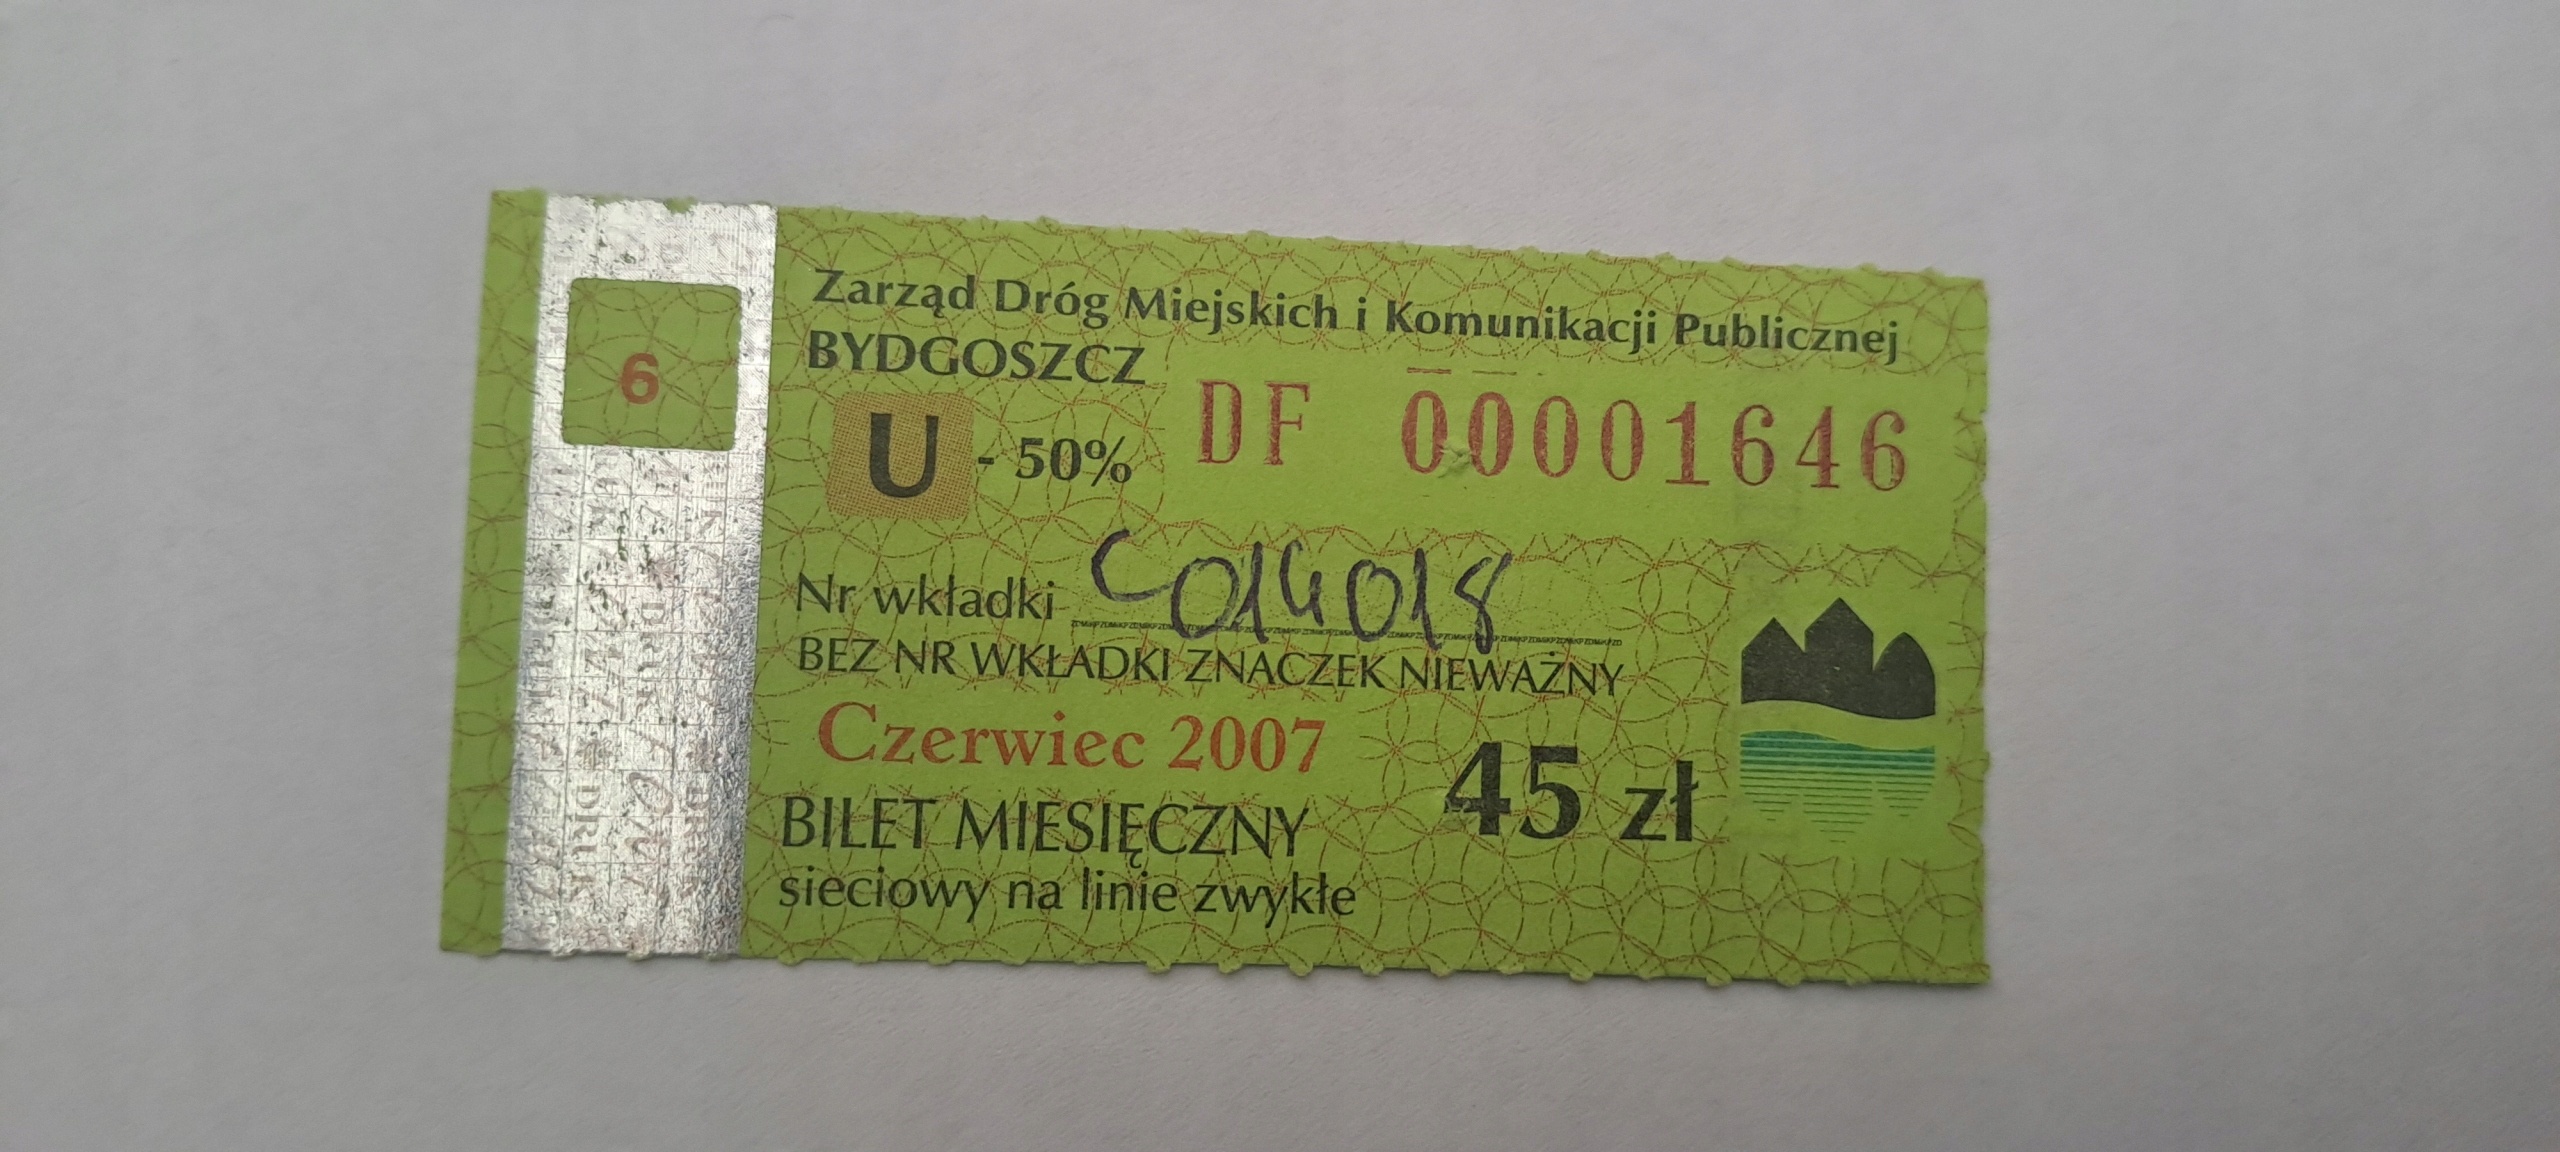 6
Zarząd Dróg Miejskich i Komunikacji Publicznej
BYDGOSZCZ
U - 50% DF 00001646
Nr wkładki C014018
BEZ NR WKŁADKI ZNACZEK NIEWAŻNY
Czerwiec 2007
45 zł
BILET MIESIĘCZNY
sieciowy na linie zwykłe